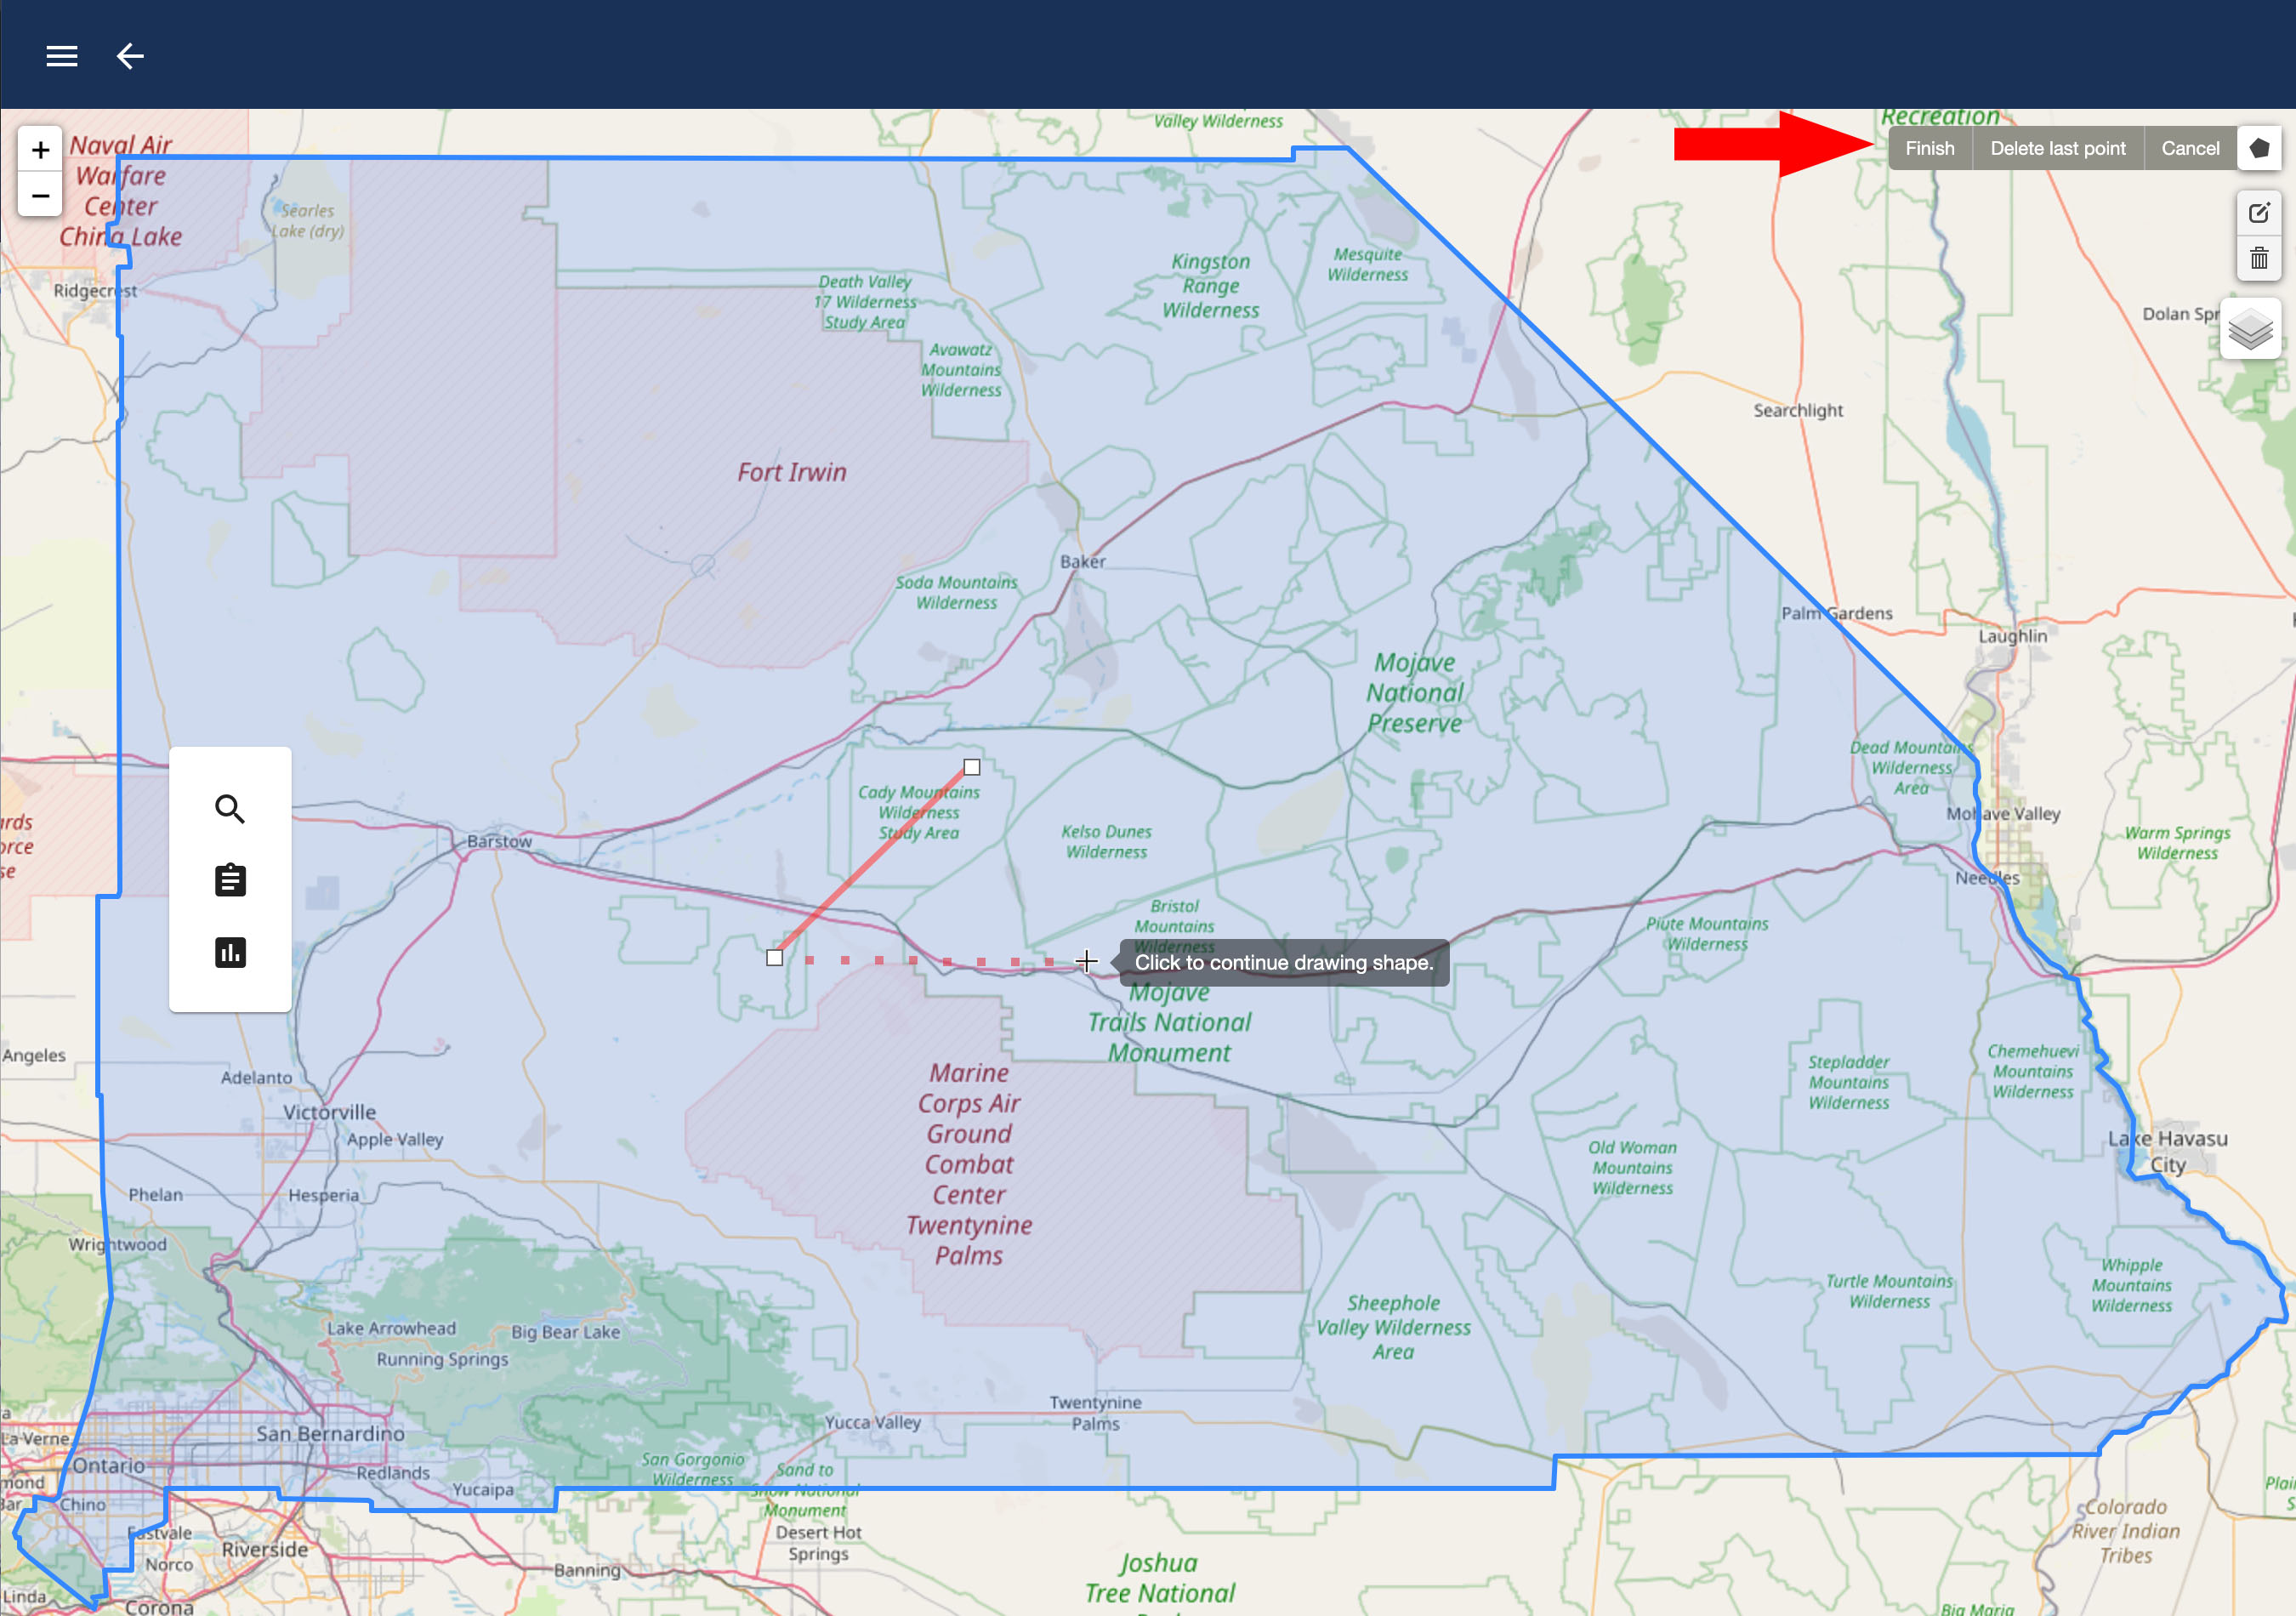 Valley Wilderness
Recreation
Finish
Delete last point
Cancel
+
−
Naval Air
Warfare
Center
China Lake
Searles
Lake (dry)
Ridgecrest
Death Valley
17 Wilderness
Study Area
Kingston
Range
Wilderness
Mesquite
Wilderness
Dolan Spr
Avawatz
Mountains
Wilderness
Searchlight
Fort Irwin
Baker
Soda Mountains
Wilderness
Palm Gardens
Laughlin
Mojave
National
Preserve
Dead Mountains
Wilderness
Area
Cady Mountains
Wilderness
Study Area
Mohave Valley
Warm Springs
Wilderness
Kelso Dunes
Wilderness
Barstow
rds
orce
se
Needles
Bristol
Mountains
Wilderness
Piute Mountains
Wilderness
Click to continue drawing shape.
Mojave
Trails National
Monument
Angeles
Adelanto
Victorville
Apple Valley
Marine
Corps Air
Ground
Combat
Center
Twentynine
Palms
Stepladder
Mountains
Wilderness
Chemehuevi
Mountains
Wilderness
Lake Havasu
City
Old Woman
Mountains
Wilderness
Phelan
Hesperia
Wrightwood
Whipple
Mountains
Wilderness
Turtle Mountains
Wilderness
Sheephole
Valley Wilderness
Area
Lake Arrowhead
Big Bear Lake
Running Springs
Twentynine
Palms
Yucca Valley
a
La Verne
San Bernardino
Ontario
Redlands
San Gorgonio
Wilderness
Sand to
Snow National
Monument
mond
Bar
Chino
Yucaipa
Eastvale
Riverside
Norco
Desert Hot
Springs
Banning
Linda
Corona
Joshua
Tree National
Colorado
River Indian
Tribes
Plai
S
Big Maria